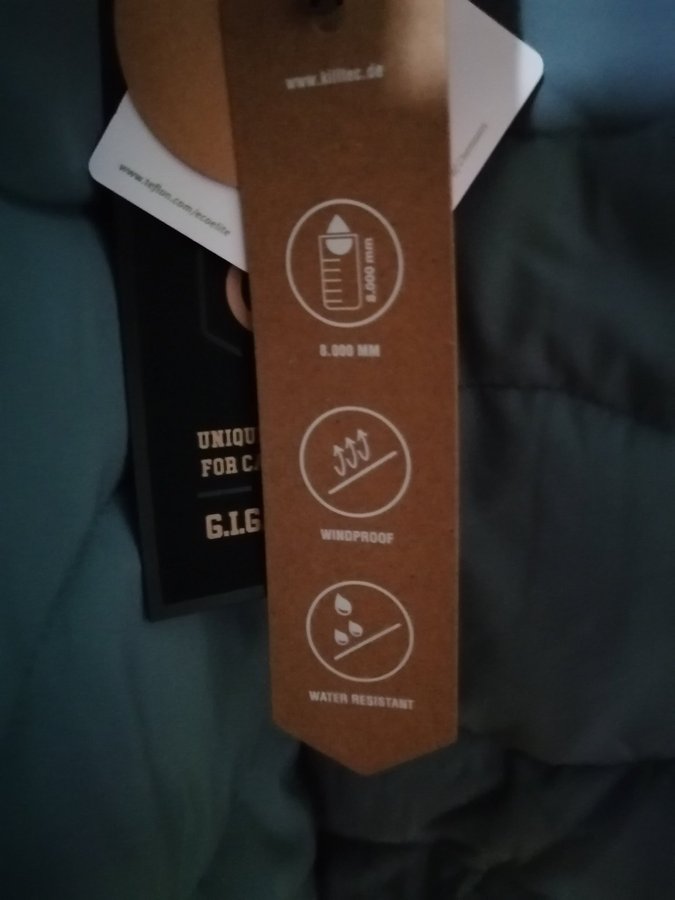 www.killtec.de
www.teflon.com/ecoelite
8.000 mm
8.000 MM
UNIQU
FOR CA
WINDPROOF
G.I.G.
WATER RESISTANT